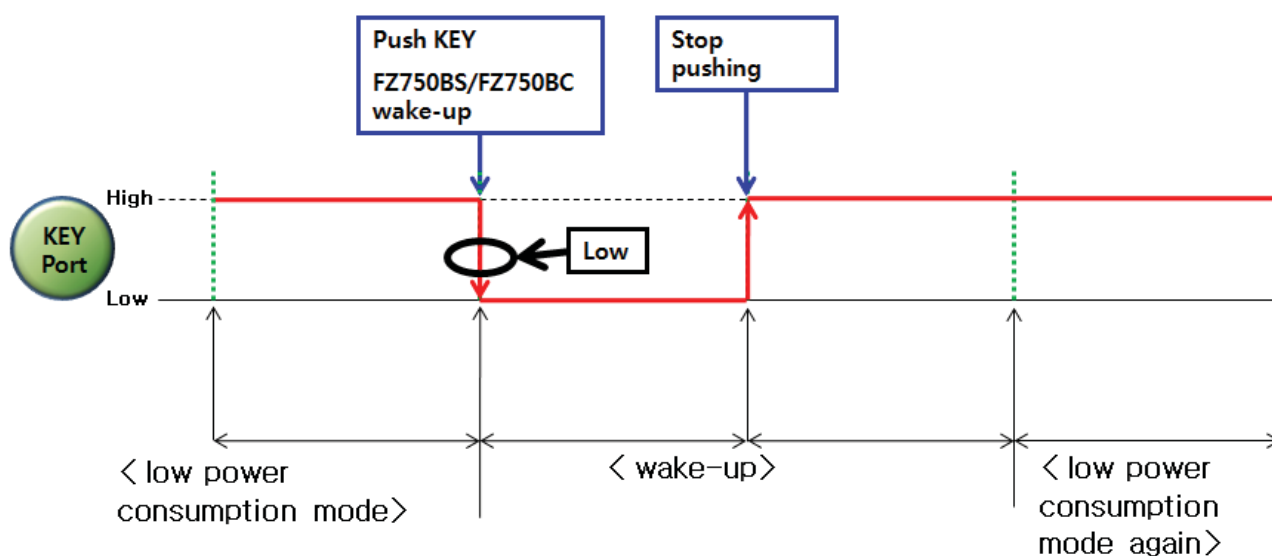 Push KEY
FZ750BS/FZ750BC
wake-up
Stop
pushing
High
KEY
Port
Low
Low
<low power
consumption mode>
<wake-up>
<low power
consumption
mode again>